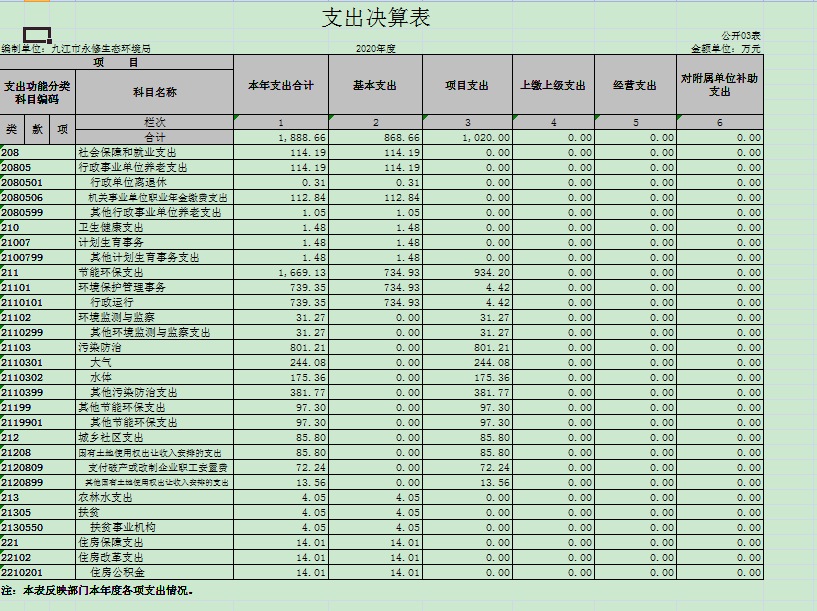 支出决算表
公开03表
编制单位：九江市永修生态环境局 2020年度 金额单位：万元
项 目 本年支出合计 基本支出 项目支出 上缴上级支出 经营支出 对附属单位补助支出
支出功能分类科目编码 科目名称
类 款 项 栏次 1 2 3 4 5 6
合计 1,888.66 868.66 1,020.00 0.00 0.00 0.00
208 社会保障和就业支出 114.19 114.19 0.00 0.00 0.00 0.00
20805 行政事业单位养老支出 114.19 114.19 0.00 0.00 0.00 0.00
2080501 行政单位离退休 0.31 0.31 0.00 0.00 0.00 0.00
2080506 机关事业单位职业年金缴费支出 112.84 112.84 0.00 0.00 0.00 0.00
2080599 其他行政事业单位养老支出 1.05 1.05 0.00 0.00 0.00 0.00
210 卫生健康支出 1.48 1.48 0.00 0.00 0.00 0.00
21007 计划生育事务 1.48 1.48 0.00 0.00 0.00 0.00
2100799 其他计划生育事务支出 1.48 1.48 0.00 0.00 0.00 0.00
211 节能环保支出 1,669.13 734.93 934.20 0.00 0.00 0.00
21101 环境保护管理事务 739.35 734.93 4.42 0.00 0.00 0.00
2110101 行政运行 739.35 734.93 4.42 0.00 0.00 0.00
21102 环境监测与监察 31.27 0.00 31.27 0.00 0.00 0.00
2110299 其他环境监测与监察支出 31.27 0.00 31.27 0.00 0.00 0.00
21103 污染防治 801.21 0.00 801.21 0.00 0.00 0.00
2110301 大气 244.08 0.00 244.08 0.00 0.00 0.00
2110302 水体 175.36 0.00 175.36 0.00 0.00 0.00
2110399 其他污染防治支出 381.77 0.00 381.77 0.00 0.00 0.00
21199 其他节能环保支出 97.30 0.00 97.30 0.00 0.00 0.00
2119901 其他节能环保支出 97.30 0.00 97.30 0.00 0.00 0.00
212 城乡社区支出 85.80 0.00 85.80 0.00 0.00 0.00
21208 国有土地使用权出让收入安排的支出 85.80 0.00 85.80 0.00 0.00 0.00
2120809 支付破产或改制企业职工安置费 72.24 0.00 72.24 0.00 0.00 0.00
2120899 其他国有土地使用权出让收入安排的支出 13.56 0.00 13.56 0.00 0.00 0.00
213 农林水支出 4.05 4.05 0.00 0.00 0.00 0.00
21305 扶贫 4.05 4.05 0.00 0.00 0.00 0.00
2130550 扶贫事业机构 4.05 4.05 0.00 0.00 0.00 0.00
221 住房保障支出 14.01 14.01 0.00 0.00 0.00 0.00
22102 住房改革支出 14.01 14.01 0.00 0.00 0.00 0.00
2210201 住房公积金 14.01 14.01 0.00 0.00 0.00 0.00
注：本表反映部门本年度各项支出情况。